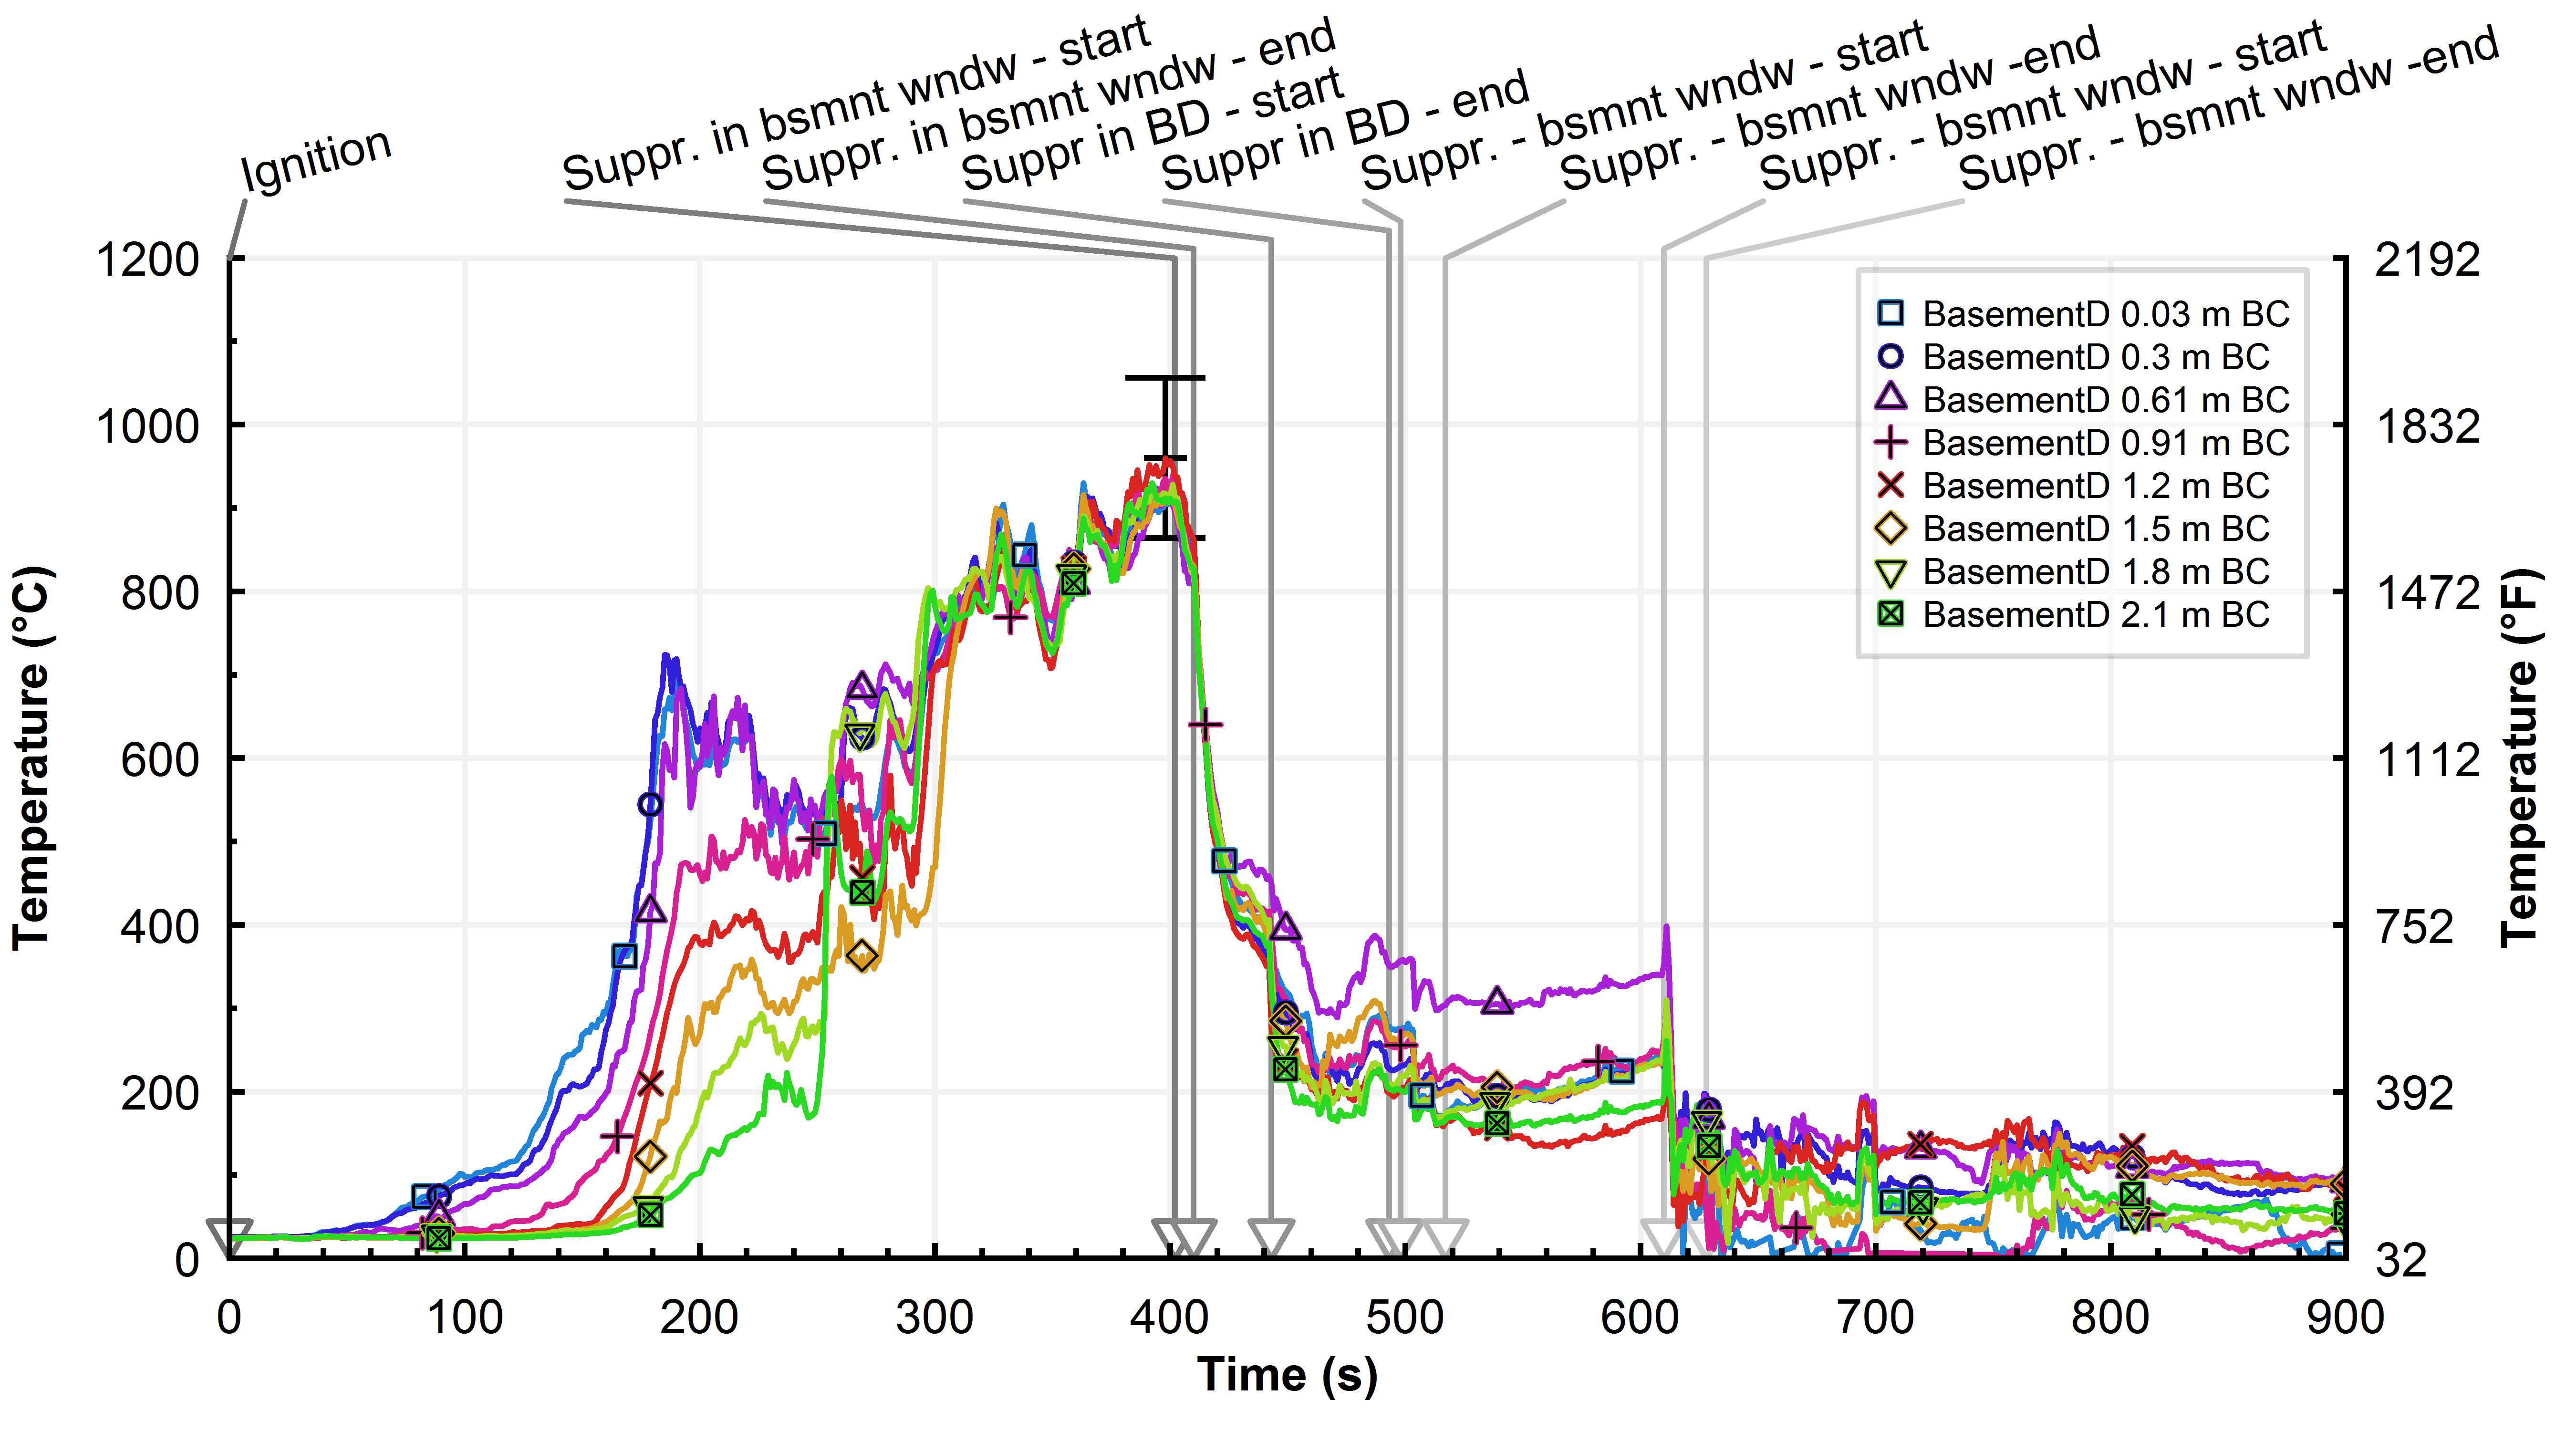 Ignition
Suppr. in bsmnt wndw - start
Suppr. in bsmnt wndw - end
Suppr in BD - start
Suppr in BD - end
Suppr. - bsmnt wndw - start
Suppr. - bsmnt wndw -end
Suppr. - bsmnt wndw - start
Suppr. - bsmnt wndw -end
1200
1000
800
600
400
200
0
Temperature (°C)
2192
1832
1472
1112
752
392
32
Temperature (°F)
BasementD 0.03 m BC
BasementD 0.3 m BC
BasementD 0.61 m BC
BasementD 0.91 m BC
BasementD 1.2 m BC
BasementD 1.5 m BC
BasementD 1.8 m BC
BasementD 2.1 m BC
0 100 200 300 400 500 600 700 800 900
Time (s)